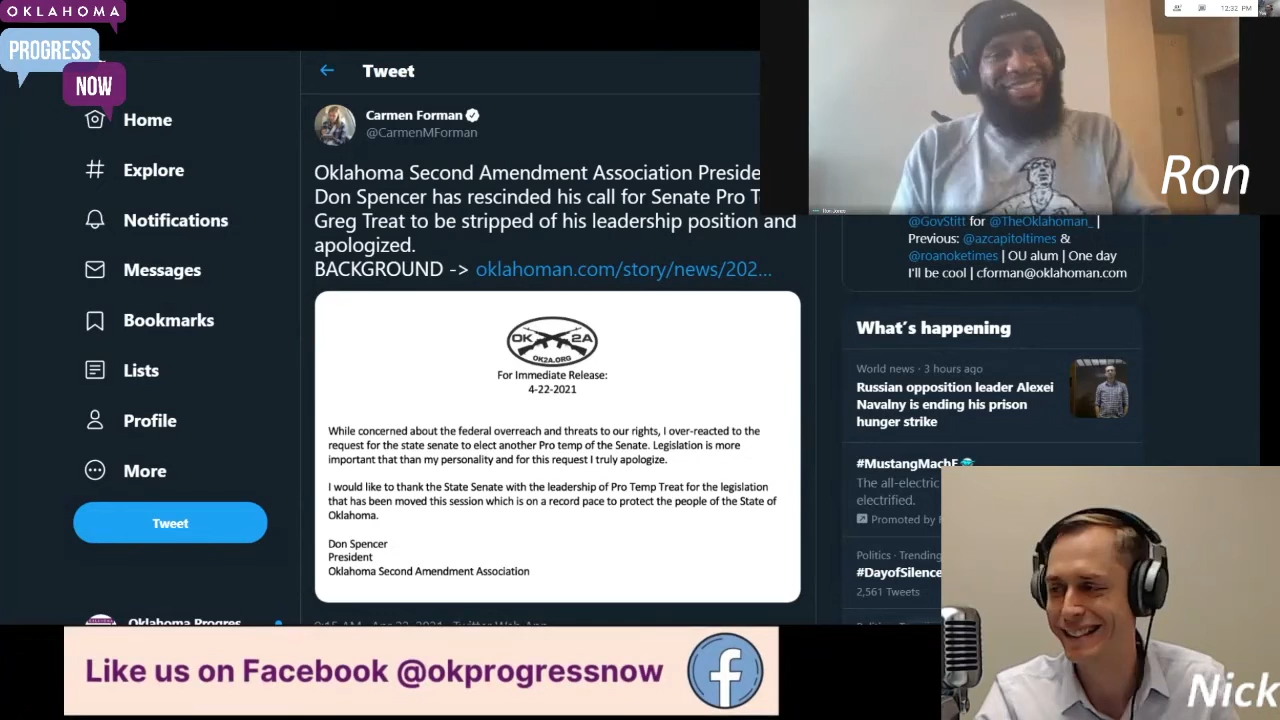 OKLAHOMA
PROGRESS
NOW
Home
Explore
Notifications
Messages
Bookmarks
Lists
Profile
More
Tweet
Oklahoma Progres
Tweet
Carmen Forman
@CarmenMForman
Oklahoma Second Amendment Association Preside
Don Spencer has rescinded his call for Senate Pro T
Greg Treat to be stripped of his leadership position and
apologized.
BACKGROUND -> oklahoman.com/story/news/202...
OK 2A
OK2A.ORG
For Immediate Release:
4-22-2021
While concerned about the federal overreach and threats to our rights, I over-reacted to the
request for the state senate to elect another Pro temp of the Senate. Legislation is more
important that than my personality and for this request I truly apologize.
I would like to thank the State Senate with the leadership of Pro Temp Treat for the legislation
that has been moved this session which is on a record pace to protect the people of the State of
Oklahoma.
Don Spencer
President
Oklahoma Second Amendment Association
12:32 PM
Ron Jones
Ron
@GovStitt for @TheOklahoman_ |
Previous: @azcapitoltimes &
@roanoketimes | OU alum | One day
I'll be cool | cforman@oklahoman.com
What's happening
World news · 3 hours ago
Russian opposition leader Alexei
Navalny is ending his prison
hunger strike
#MustangMachE
The all-electric
electrified.
Promoted by
Politics · Trending
#DayofSilence
2,561 Tweets
Like us on Facebook @okprogressnow
Nick